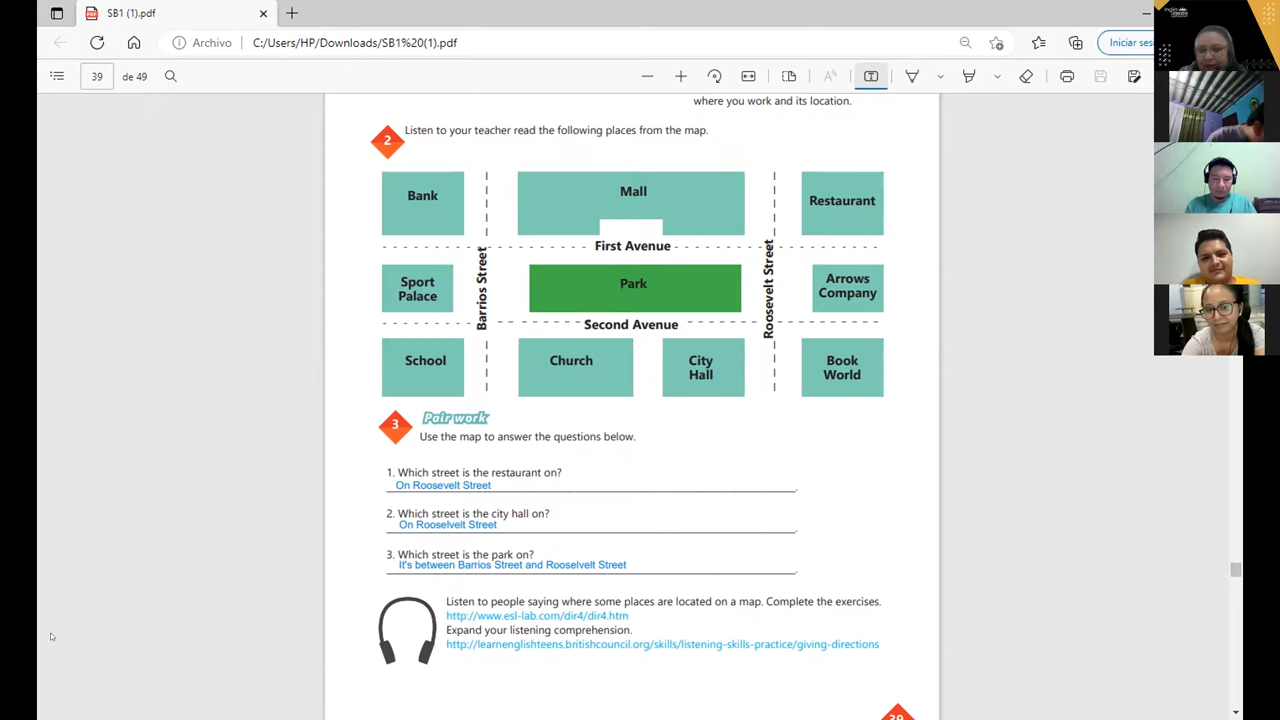 SB1 (1).pdf
Archivo
C:/Users/HP/Downloads/SB1%20(1).pdf
Iniciar ses
39
de 49
where you work and its location.
2
Listen to your teacher read the following places from the map.
Bank
Mall
Restaurant
First Avenue
Sport
Palace
Barrios Street
Park
Roosevelt Street
Arrows
Company
Second Avenue
School
Church
City
Hall
Book
World
3
Pair work
Use the map to answer the questions below.
1. Which street is the restaurant on?
On Roosevelt Street
2. Which street is the city hall on?
On Rooselvelt Street
3. Which street is the park on?
It's between Barrios Street and Rooselvelt Street
Listen to people saying where some places are located on a map. Complete the exercises.
http://www.esl-lab.com/dir4/dir4.htm
Expand your listening comprehension.
http://learnenglishteens.britishcouncil.org/skills/listening-skills-practice/giving-directions
39